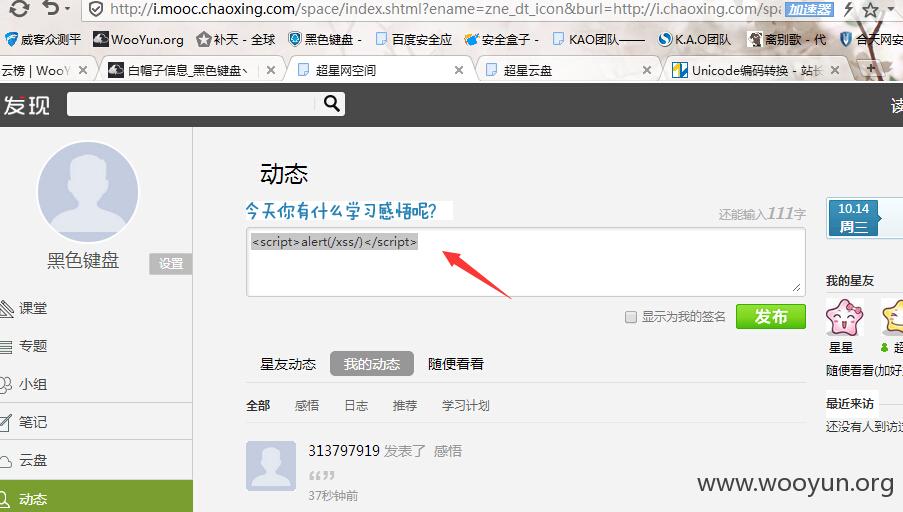 http://i.mooc.chaoxing.com/space/index.shtml?ename=zne_dt_icon&burl=http://i.chaoxing.com/spa 加速器
威客众测平 WooYun.org 补天 - 全球 黑色键盘 - 百度安全应 安全盒子 - KAO团队—— K.A.O团队 离别歌 - 代 合天网安
云榜 | WooY 白帽子信息_黑色键盘丶 超星网空间 超星云盘 Unicode编码转换 - 站长
发现
读
动态
今天你有什么学习感悟呢?
还能输入111字
<script>alert(/xss/)</script>
显示为我的签名 发布
黑色键盘 设置
课堂
专题
小组
笔记
云盘
动态
星友动态 我的动态 随便看看
全部 感悟 日志 推荐 学习计划
313797919 发表了 感悟
“”
37秒钟前
10.14
周三
我的星友
星星 超
随便看看(加好
最近来访
还没有人到访过
www.wooyun.org